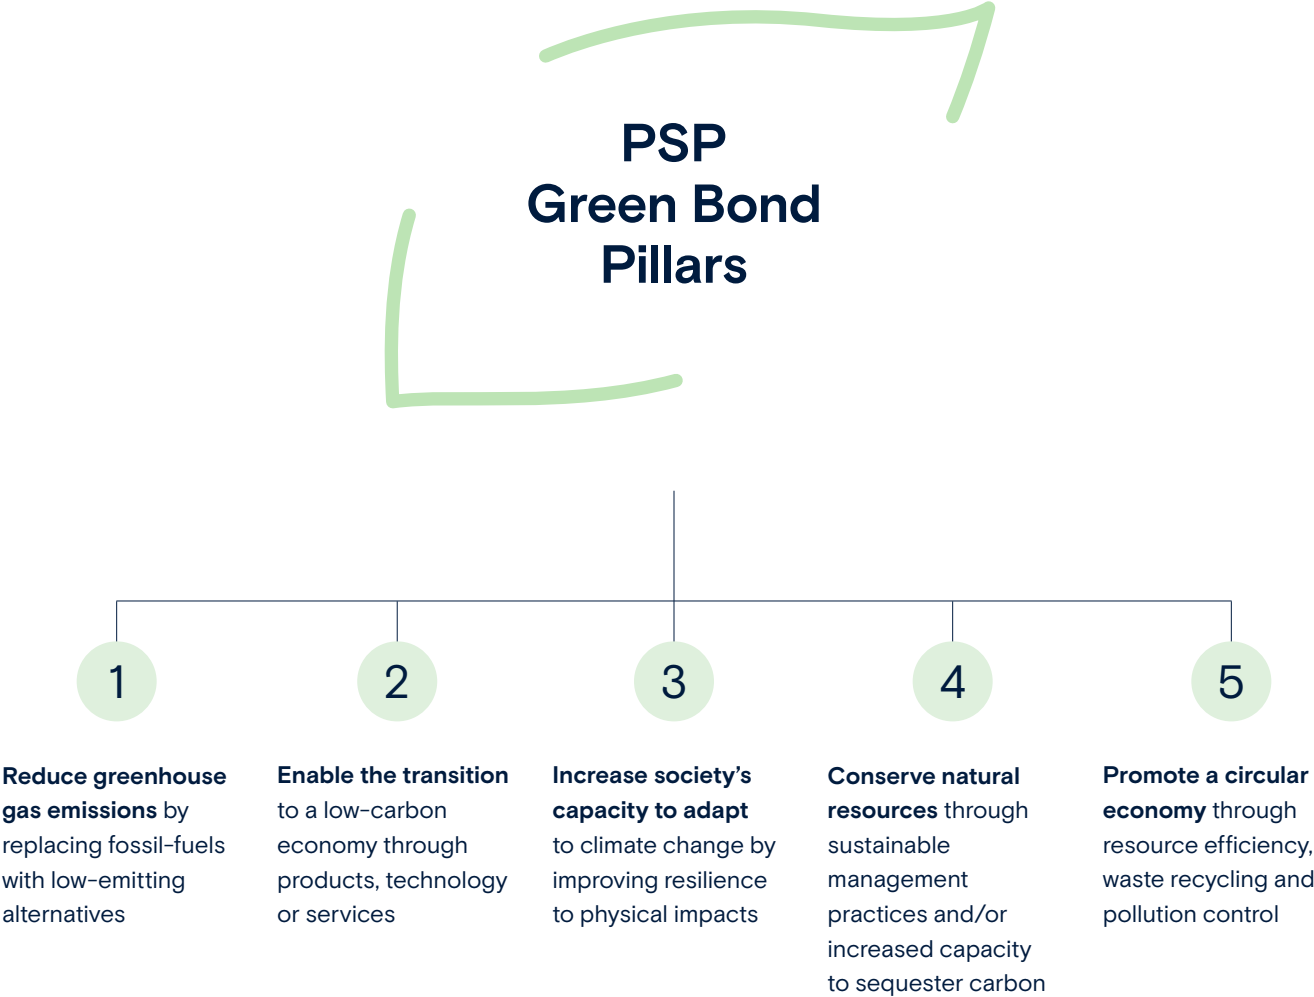 PSP
Green Bond
Pillars
1
Reduce greenhouse
gas emissions by
replacing fossil-fuels
with low-emitting
alternatives
2
Enable the transition
to a low-carbon
economy through
products, technology
or services
3
Increase society’s
capacity to adapt
to climate change by
improving resilience
to physical impacts
4
Conserve natural
resources through
sustainable
management
practices and/or
increased capacity
to sequester carbon
5
Promote a circular
economy through
resource efficiency,
waste recycling and
pollution control